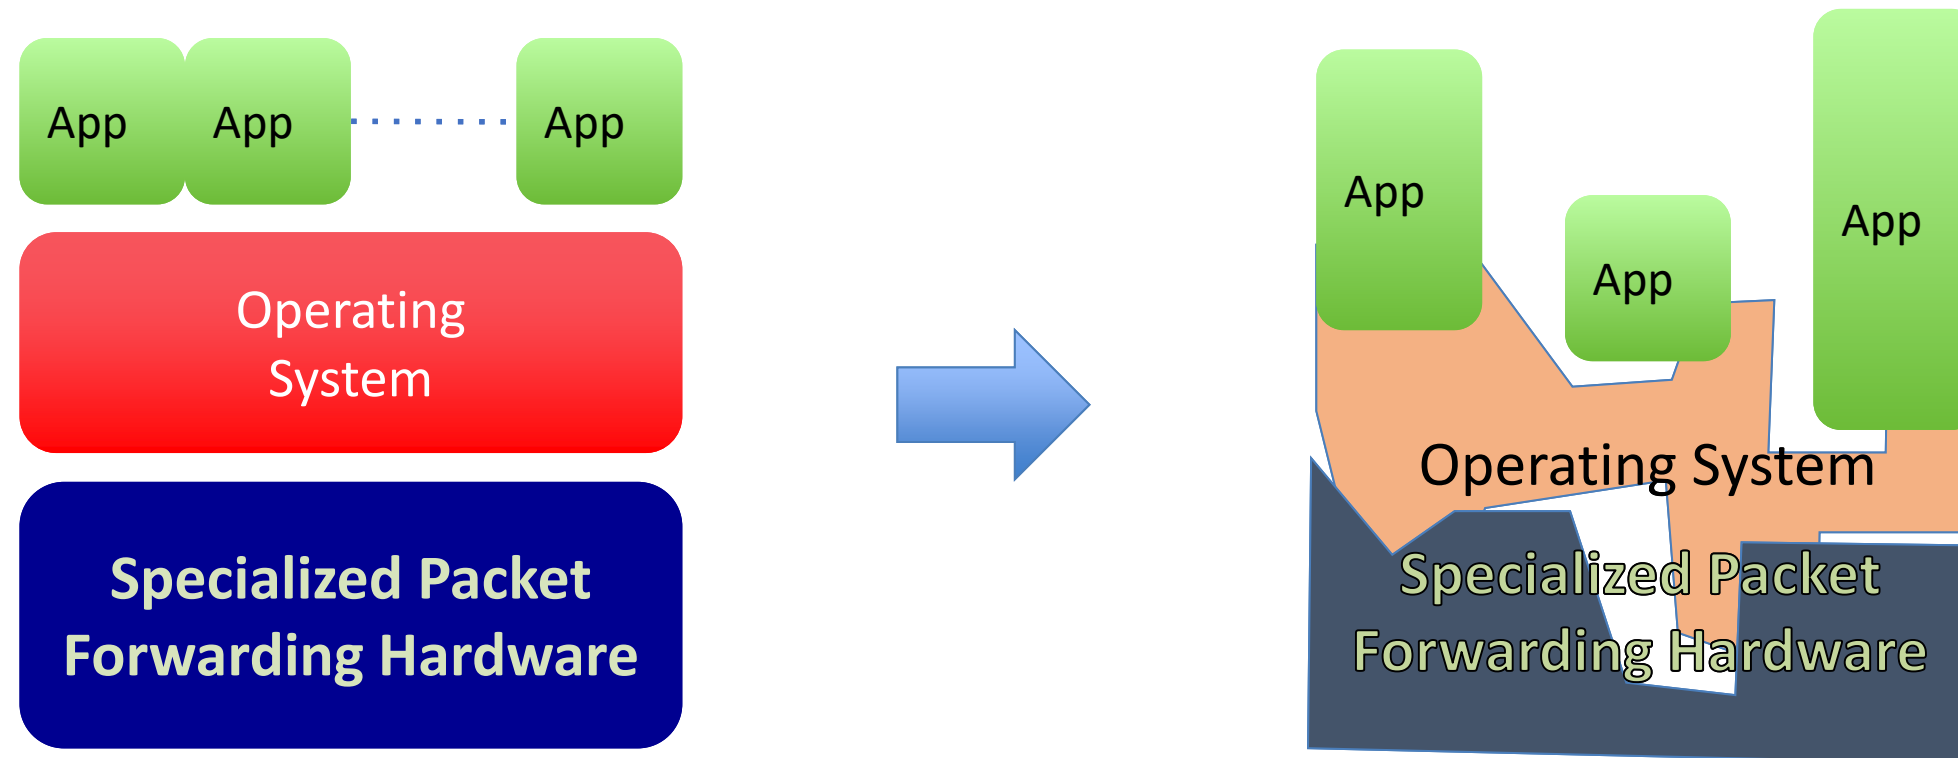 App
App
App
Operating
System
Specialized Packet
Forwarding Hardware
App
App
App
Operating System
Specialized Packet
Forwarding Hardware